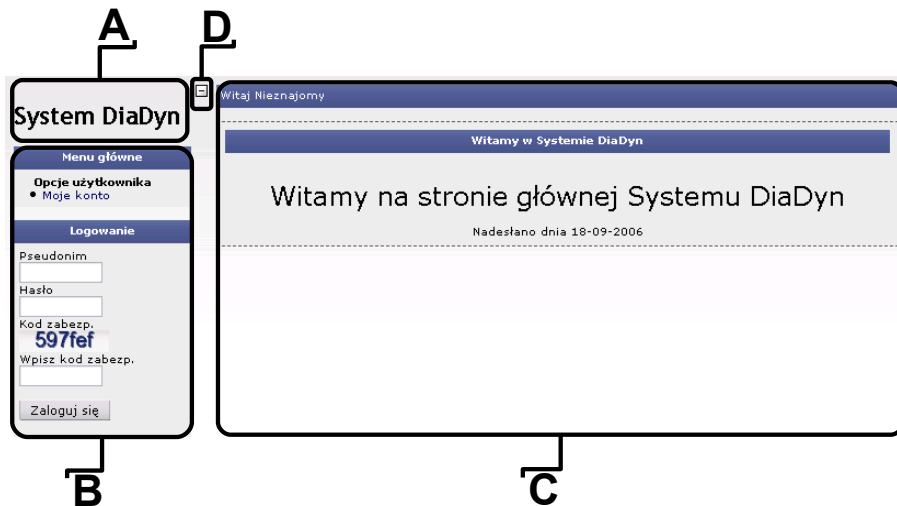 A
D
System DiaDyn
Witaj Nieznajomy
Witamy w Systemie DiaDyn
Witamy na stronie głównej Systemu DiaDyn
Nadesłano dnia 18-09-2006
Menu główne
Opcje użytkownika
Moje konto
Logowanie
Pseudonim
Hasło
Kod zabezp.
597fef
Wpisz kod zabezp.
Zaloguj się
B
C